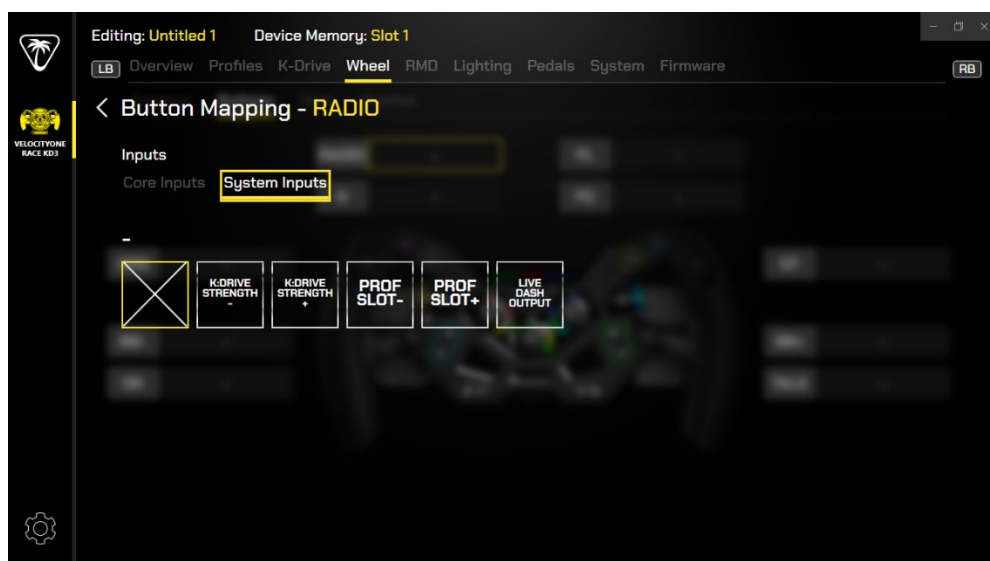 Editing: Untitled 1 Device Memory: Slot 1
LB Overview Profiles K-Drive Wheel RMD Lighting Pedals System Firmware RB
Button Mapping - RADIO
VELOCITYONE
RACE KD3
Inputs
Core Inputs System Inputs
-
K:DRIVE
STRENGTH
-
K:DRIVE
STRENGTH
+
PROF
SLOT-
PROF
SLOT+
LIVE
DASH
OUTPUT